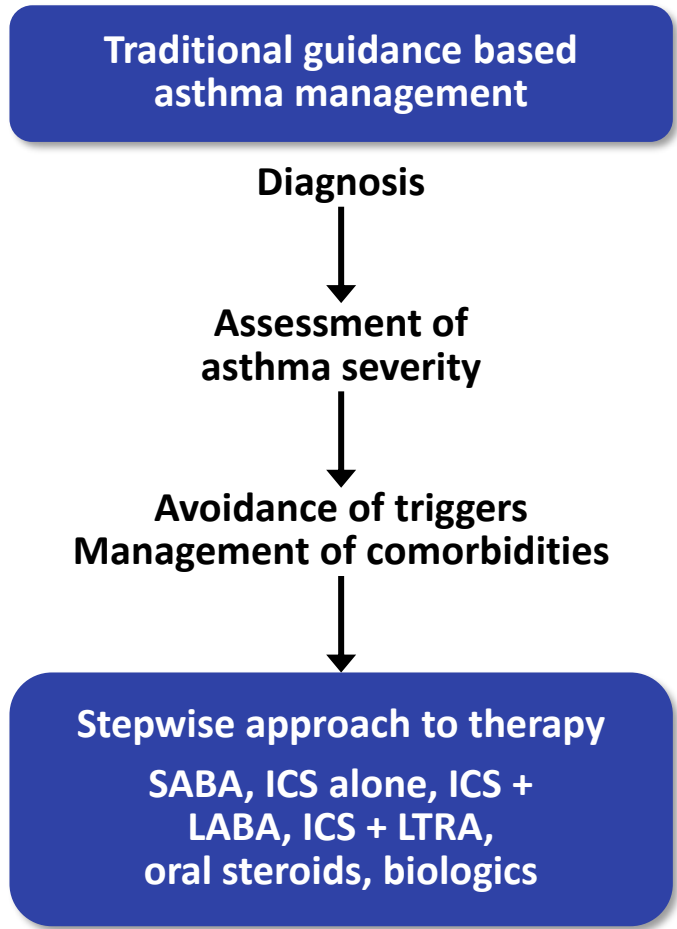 Traditional guidance based
asthma management
Diagnosis
Assessment of
asthma severity
Avoidance of triggers
Management of comorbidities
Stepwise approach to therapy
SABA, ICS alone, ICS +
LABA, ICS + LTRA,
oral steroids, biologics